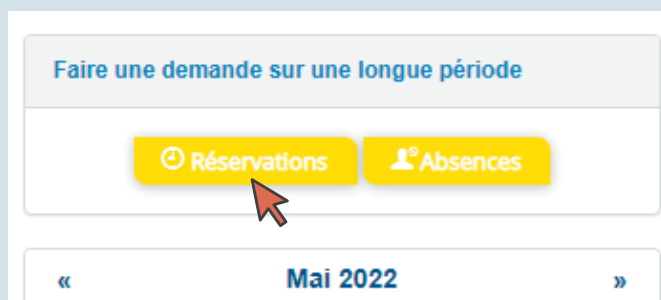 Faire une demande sur une longue période
Réservations Absences
« Mai 2022 »